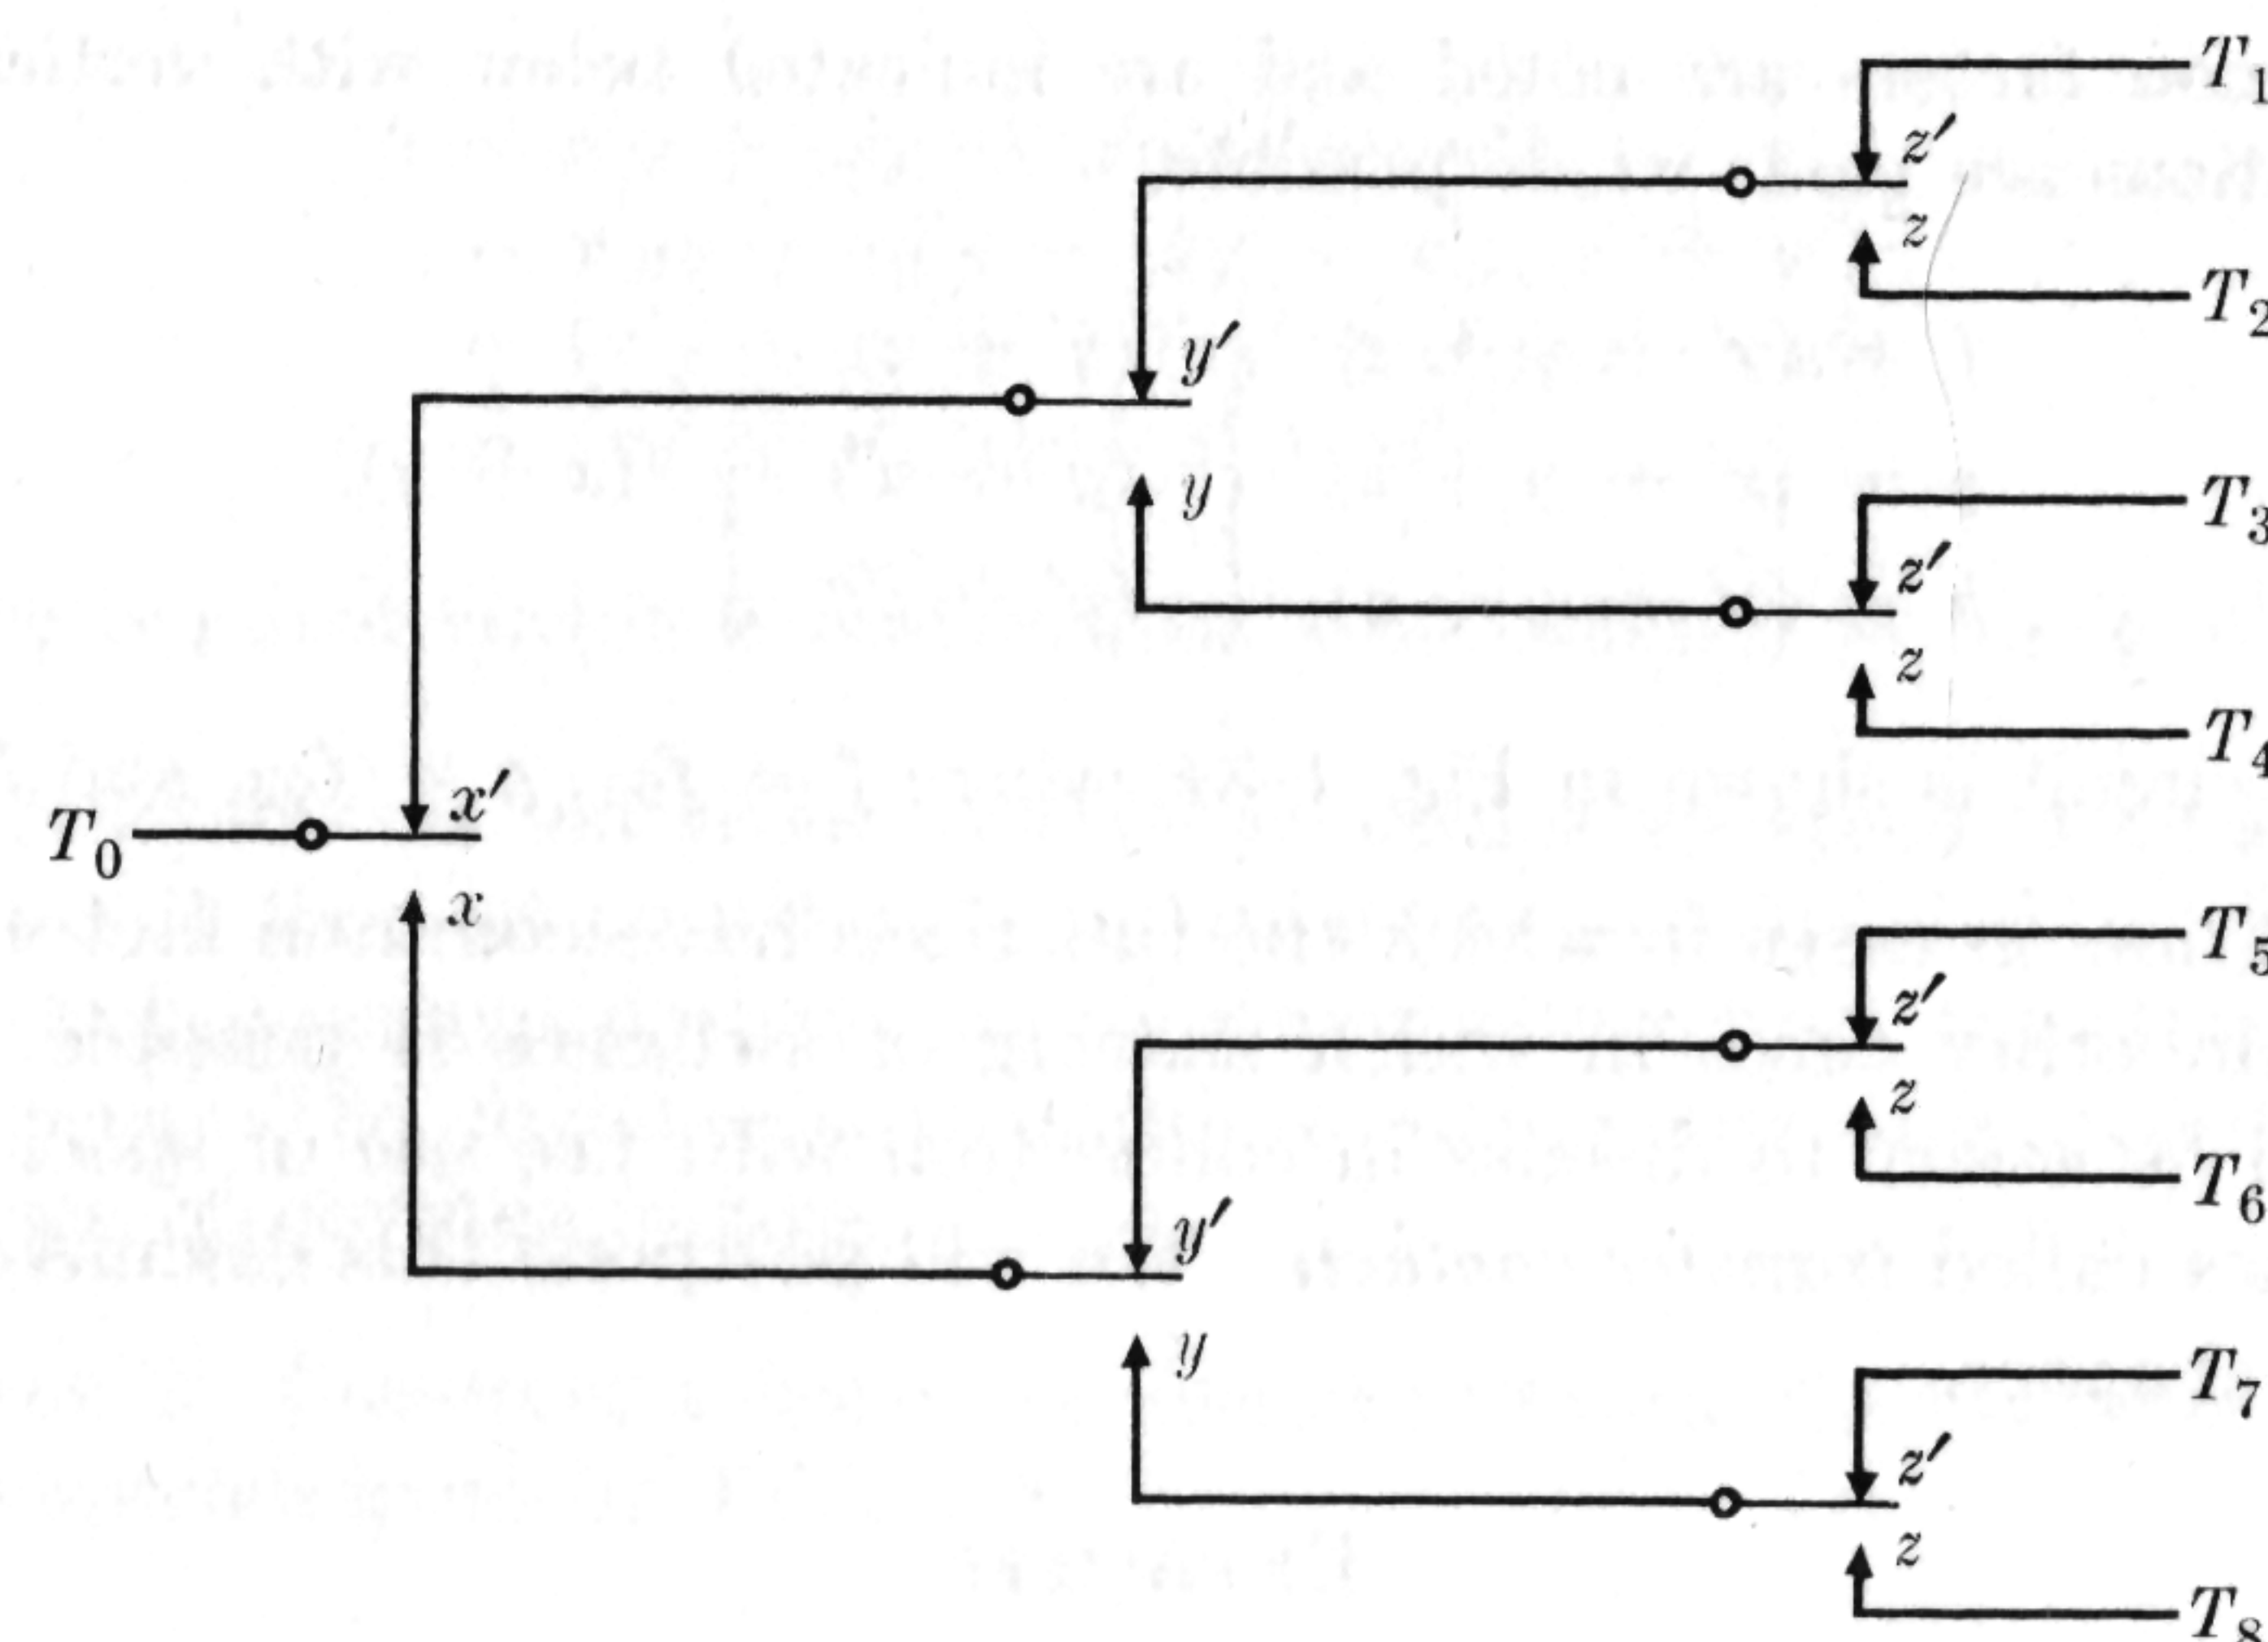 T₁
z′
z
T₂
y′
y
T₃
z′
z
T₄
x′
T₀
x
T₅
z′
z
T₆
y′
y
T₇
z′
z
T₈